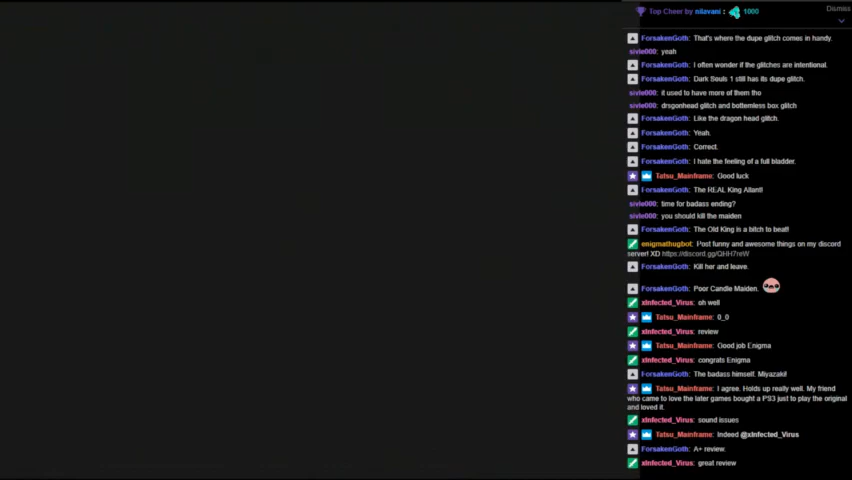 Top Cheer by nilavani : 1000
Dismiss
ForsakenGoth: That's where the dupe glitch comes in handy.
sivle000: yeah
ForsakenGoth: I often wonder if the glitches are intentional.
ForsakenGoth: Dark Souls 1 still has its dupe glitch.
sivle000: it used to have more of them tho
sivle000: drsgonhead glitch and bottemless box glitch
ForsakenGoth: Like the dragon head glitch.
ForsakenGoth: Yeah.
ForsakenGoth: Correct.
ForsakenGoth: I hate the feeling of a full bladder.
Tatsu_Mainframe: Good luck
ForsakenGoth: The REAL King Allant!
sivle000: time for badass ending?
sivle000: you should kill the maiden
ForsakenGoth: The Old King is a bitch to beat!
enigmathugbot: Post funny and awesome things on my discord
server! XD https://discord.gg/QHH7reW
ForsakenGoth: Kill her and leave.
ForsakenGoth: Poor Candle Maiden.
xInfected_Virus: oh well
Tatsu_Mainframe: 0_0
xInfected_Virus: review
Tatsu_Mainframe: Good job Enigma
xInfected_Virus: congrats Enigma
ForsakenGoth: The badass himself. Miyazaki!
Tatsu_Mainframe: I agree. Holds up really well. My friend
who came to love the later games bought a PS3 just to play the original
and loved it.
xInfected_Virus: sound issues
Tatsu_Mainframe: Indeed @xInfected_Virus
ForsakenGoth: A+ review.
xInfected_Virus: great review